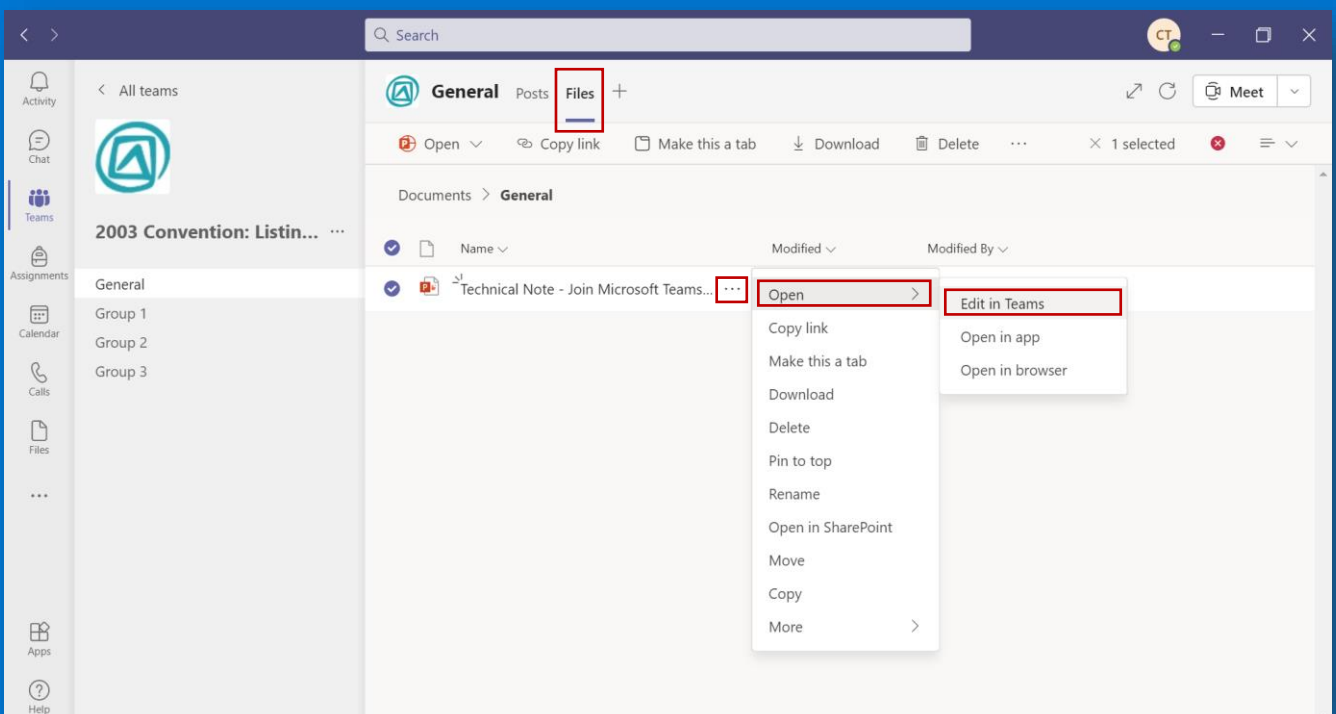 Search
CT
Activity
Chat
Teams
Assignments
Calendar
Calls
Files
...
Apps
Help
All teams
2003 Convention: Listin... ...
General
Group 1
Group 2
Group 3
General Posts Files +
Meet
Open Copy link Make this a tab Download Delete ... 1 selected
Documents > General
Name Modified Modified By
Technical Note - Join Microsoft Teams... ...
Open
Copy link
Make this a tab
Download
Delete
Pin to top
Rename
Open in SharePoint
Move
Copy
More
Edit in Teams
Open in app
Open in browser